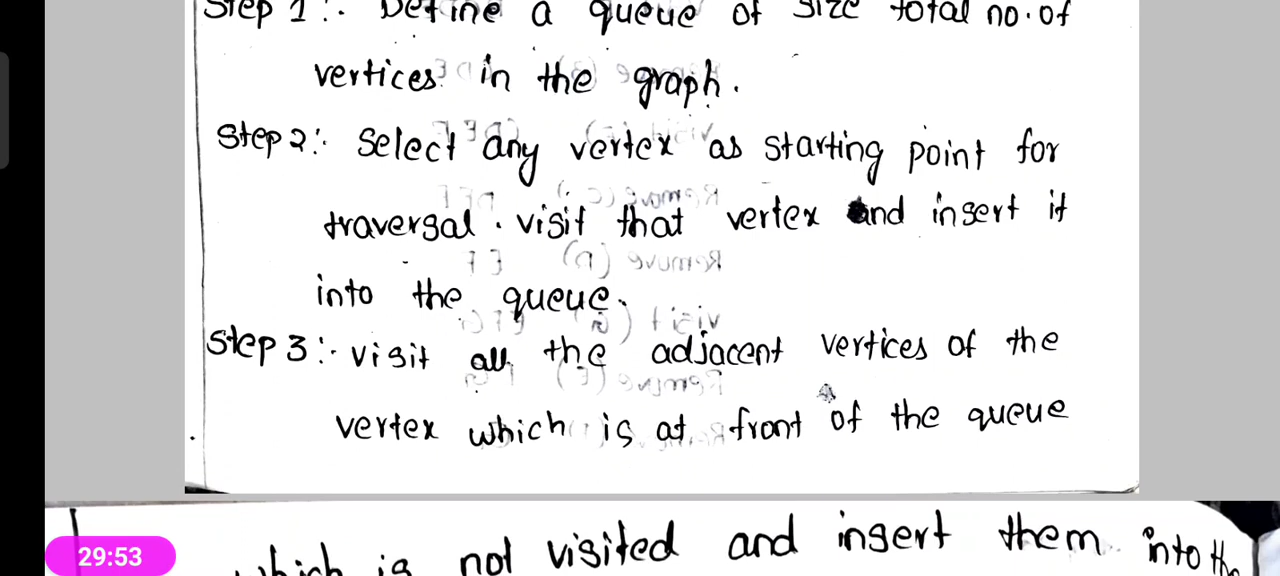 Step 1:. Define a queue of size total no.of
vertices in the graph.
Step 2:. Select any vertex as starting point for
traversal. visit that vertex and insert it
into the queue.
Step 3:. visit all the adjacent vertices of the
vertex which is at front of the queue
which is not visited and insert them into the
29:53